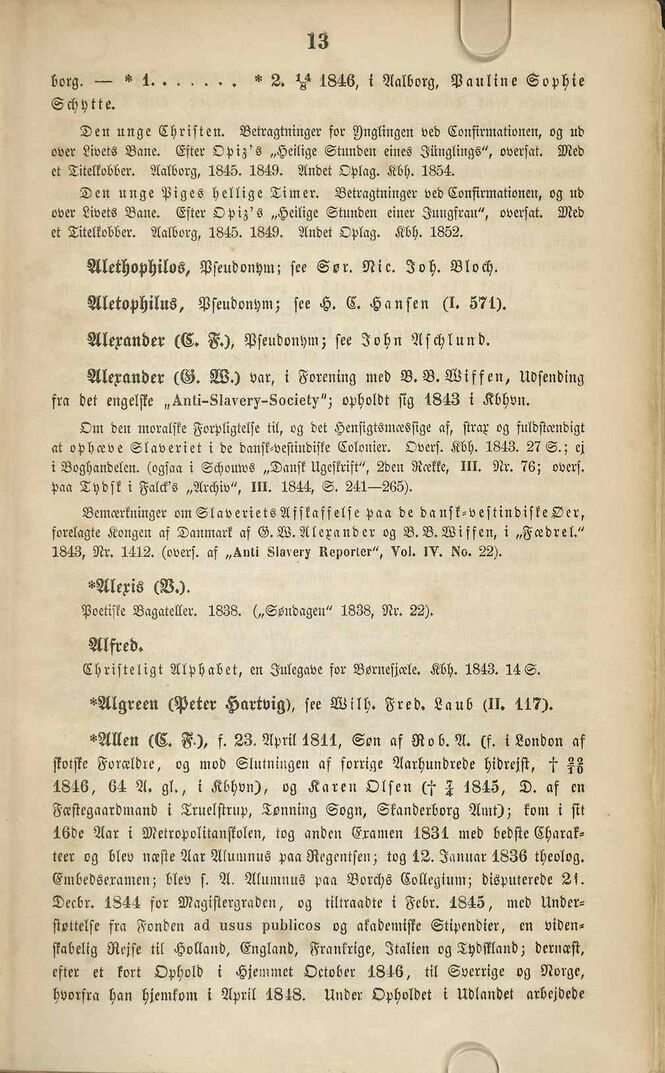 13
borg. — * 1. . . . . . . * 2. 14/8 1846, i Aalborg, Pauline Sophie
Schytte.
Den unge Christen. Betragtninger for Ynglingen ved Confirmationen, og ud
over Livets Bane. Efter Opiz's „Heilige Stunden eines Jünglings“, oversat. Med
et Titelkobber. Aalborg, 1845. 1849. Andet Oplag. Kbh. 1854.
Den unge Piges hellige Timer. Betragtninger ved Confirmationen, og ud
over Livets Bane. Efter Opiz's „Heilige Stunden einer Jungfrau“, oversat. Med
et Titelkobber. Aalborg, 1845. 1849. Andet Oplag. Kbh. 1852.
Alethophilos, Pseudonym; see Sør. Nic. Joh. Bloch.
Aletophilus, Pseudonym; see H. C. Hansen (I. 571).
Alexander (C. F.), Pseudonym; see John Aschlund.
Alexander (G. W.) var, i Forening med B. B. Wiffen, Udsending
fra det engelske „Anti-Slavery-Society“; opholdt sig 1843 i Kbhvn.
Om den moralske Forpligtelse til, og det Hensigtsmæssige af, strax og fuldstændigt
at ophæve Slaveriet i de dansk-vestindiske Colonier. Overs. Kbh. 1843. 27 S.; ej
i Boghandelen. (ogsaa i Schouws „Dansk Ugeskrift“, 2den Række, III. Nr. 76; overs.
paa Tydsk i Falck's „Archiv“, III. 1844, S. 241—265).
Bemærkninger om Slaveriets Afskaffelse paa de dansk-vestindiske Øer,
forelagte Kongen af Danmark af G. W. Alexander og B. B. Wiffen, i „Fædrel.“
1843, Nr. 1412. (overs. af „Anti Slavery Reporter“, Vol. IV. No. 22).
*Alexis (V.).
Poetiske Bagateller. 1838. („Søndagen“ 1838, Nr. 22).
Alfred.
Christeligt Alphabet, en Julegave for Børnesjæle. Kbh. 1843. 14 S.
*Algreen (Peter Hartvig), see Wilh. Fred. Laub (II. 117).
*Allen (C. F.), f. 23. April 1811, Søn af Rob. A. (f. i London af
skotske Forældre, og mod Slutningen af forrige Aarhundrede hidrejst, † 22/10
1846, 64 A. gl., i Kbhvn), og Karen Olsen († 7/4 1845, D. af en
Fæstegaardmand i Truelstrup, Tønning Sogn, Skanderborg Amt); kom i sit
16de Aar i Metropolitanskolen, tog anden Examen 1831 med bedste Charak-
teer og blev næste Aar Alumnus paa Regentsen; tog 12. Januar 1836 theolog.
Embedsexamen; blev s. A. Alumnus paa Borchs Collegium; disputerede 21.
Decbr. 1844 for Magistergraden, og tiltraadte i Febr. 1845, med Under-
støttelse fra Fonden ad usus publicos og akademiske Stipendier, en viden-
skabelig Rejse til Holland, England, Frankrige, Italien og Tydskland; dernæst,
efter et kort Ophold i Hjemmet October 1846, til Sverrige og Norge,
hvorfra han hjemkom i April 1848. Under Opholdet i Udlandet arbejdede